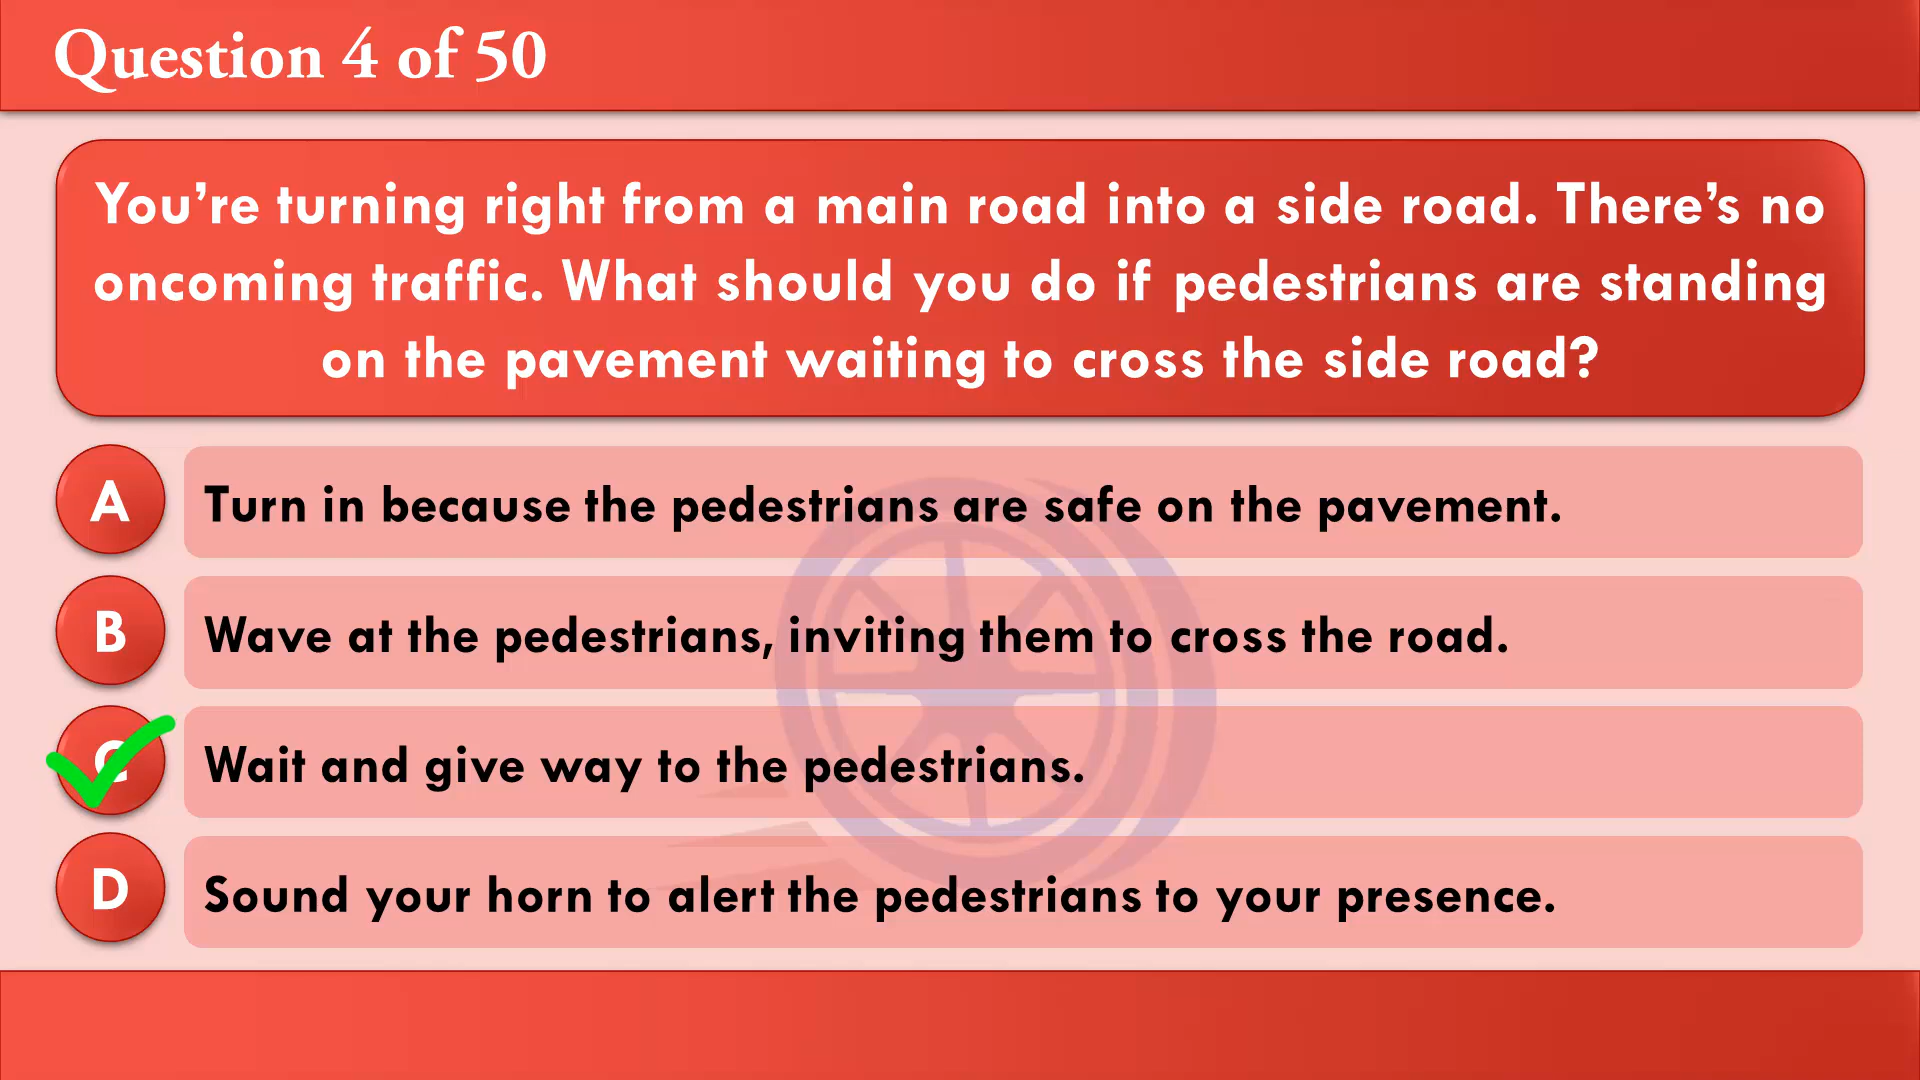 Question 4 of 50
You’re turning right from a main road into a side road. There’s no
oncoming traffic. What should you do if pedestrians are standing
on the pavement waiting to cross the side road?
A
Turn in because the pedestrians are safe on the pavement.
B
Wave at the pedestrians, inviting them to cross the road.
C
Wait and give way to the pedestrians.
D
Sound your horn to alert the pedestrians to your presence.